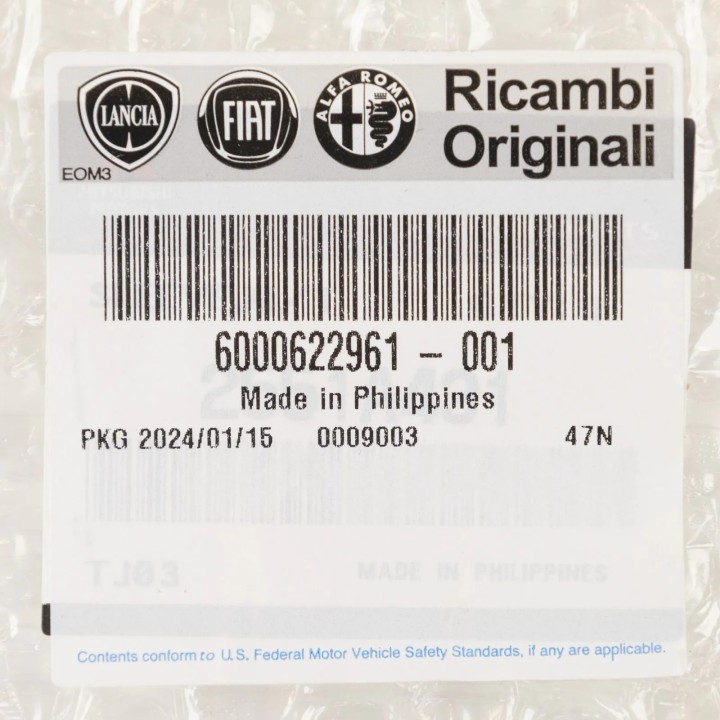 LANCIA
FIAT
ALFA ROMEO
Ricambi
Originali
EOM3
6000622961 - 001
Made in Philippines
PKG 2024/01/15 0009003 47N
TJ03 MADE IN PHILIPPINES
Contents conform to U.S. Federal Motor Vehicle Safety Standards, if any are applicable.